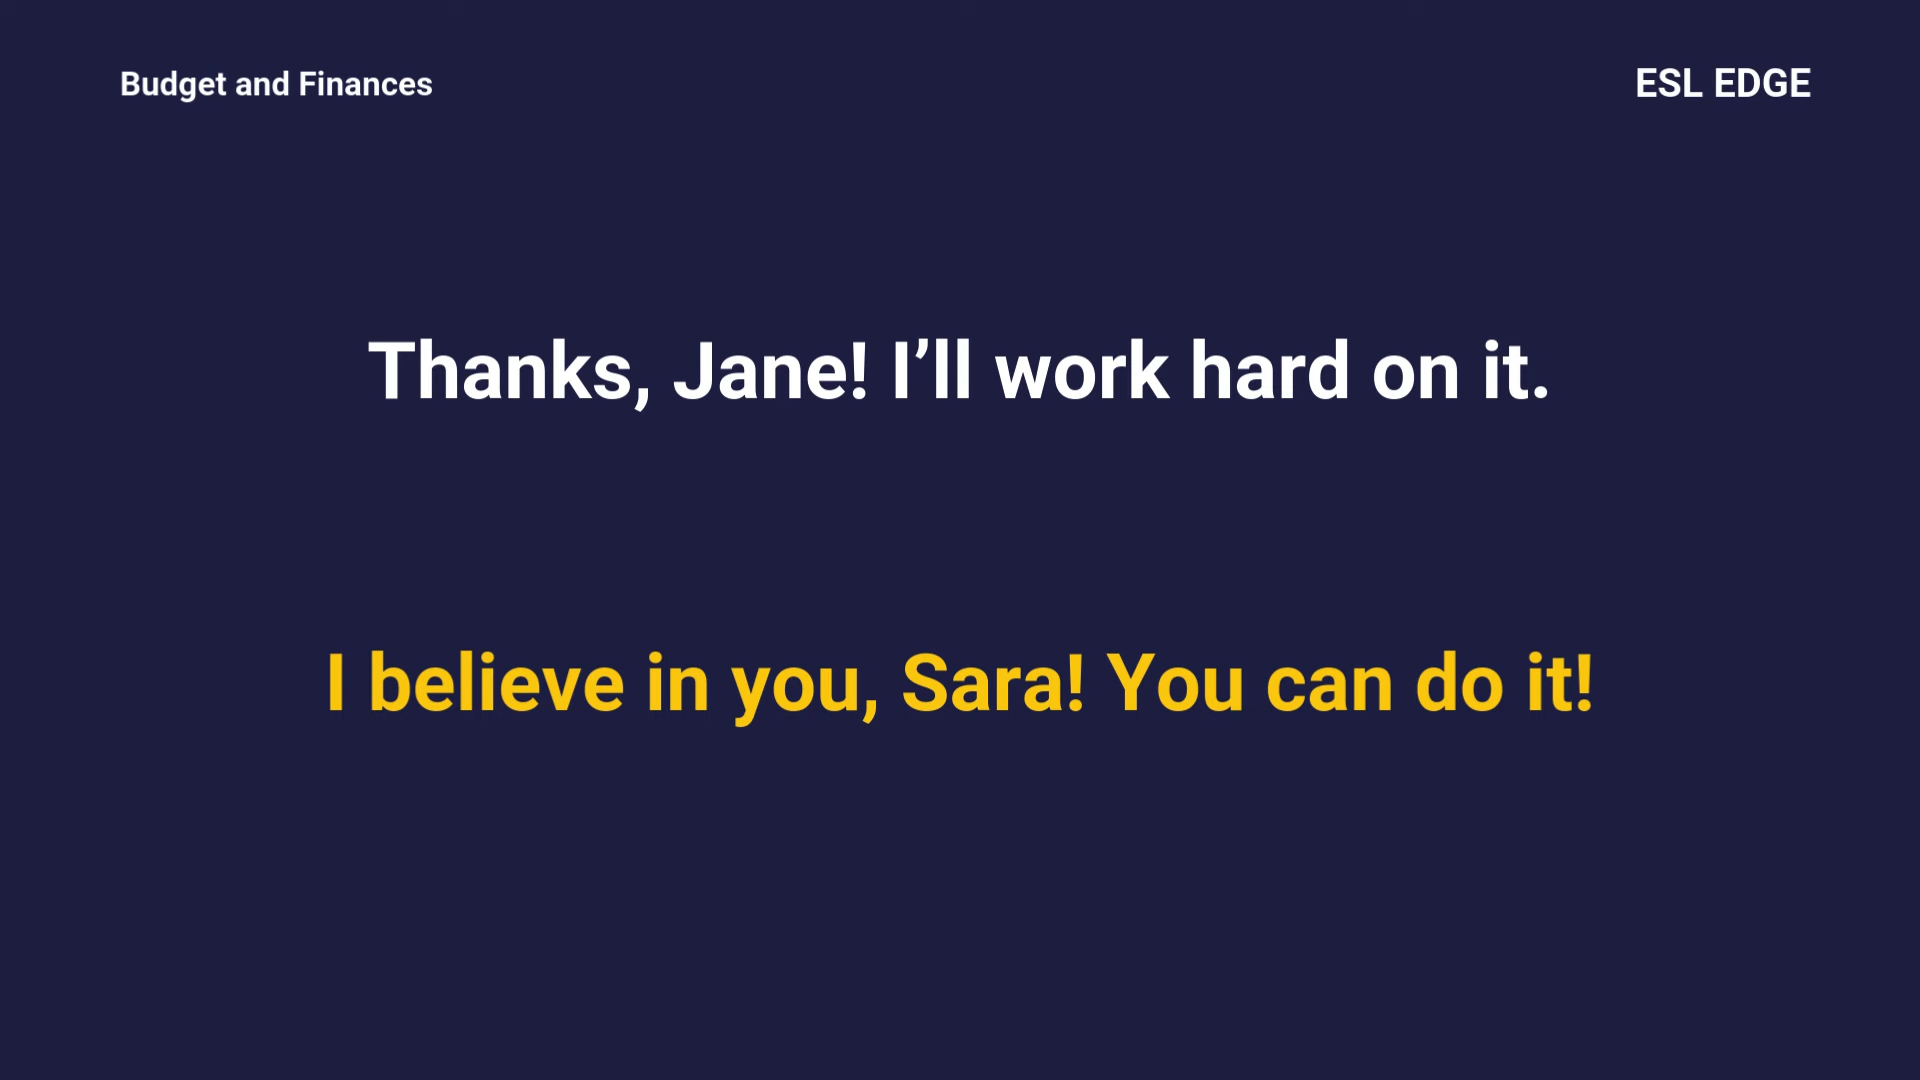 Budget and Finances
ESL EDGE
Thanks, Jane! I’ll work hard on it.
I believe in you, Sara! You can do it!